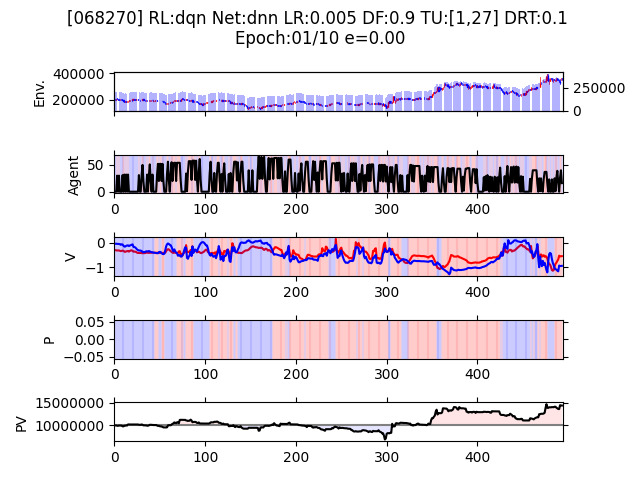 [068270] RL:dqn Net:dnn LR:0.005 DF:0.9 TU:[1,27] DRT:0.1
Epoch:01/10 e=0.00
Env.
400000
200000
250000
0
Agent
50
0
0 100 200 300 400
V
0
−1
0 100 200 300 400
P
0.05
0.00
−0.05
0 100 200 300 400
PV
15000000
10000000
0 100 200 300 400